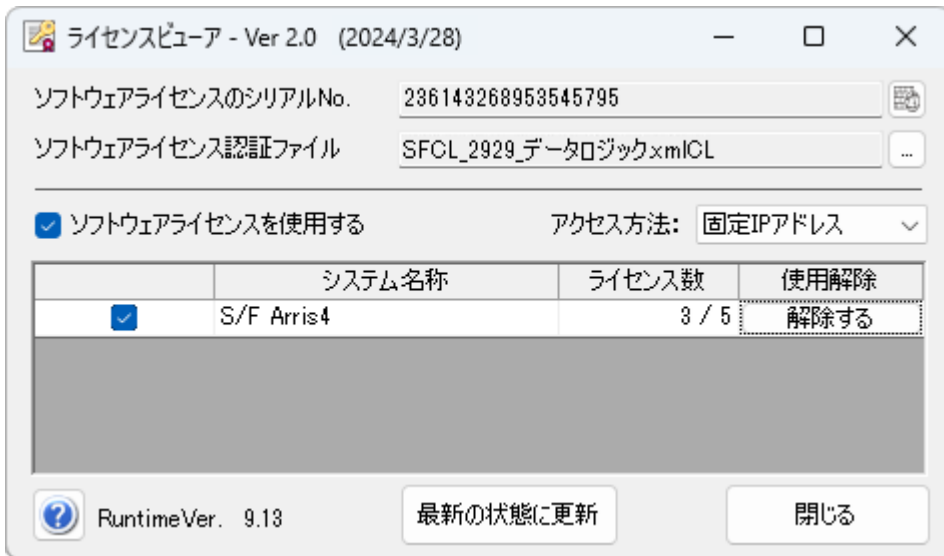 ライセンスビューア - Ver 2.0 (2024/3/28)
ソフトウェアライセンスのシリアルNo. 236143268953545795
ソフトウェアライセンス認証ファイル SFCL_2929_データロジックxmlCL ...
ソフトウェアライセンスを使用する アクセス方法: 固定IPアドレス
システム名称 ライセンス数 使用解除
S/F Arris4 3 / 5 解除する
RuntimeVer. 9.13 最新の状態に更新 閉じる